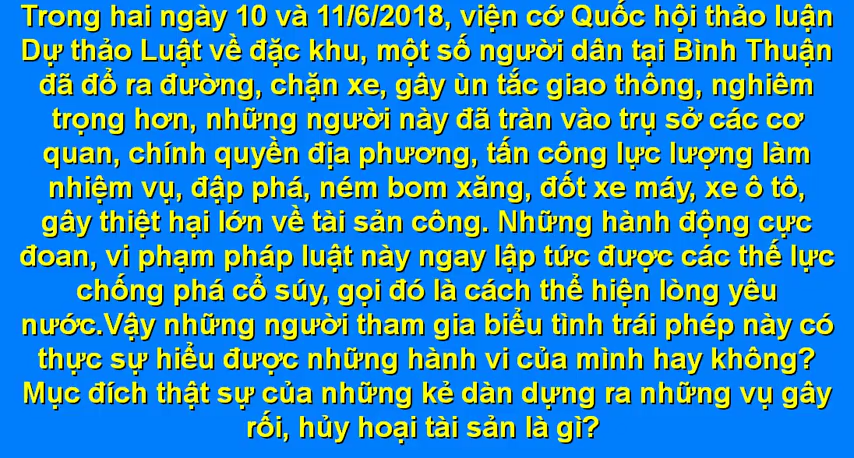 Trong hai ngày 10 và 11/6/2018, viện cớ Quốc hội thảo luận
Dự thảo Luật về đặc khu, một số người dân tại Bình Thuận
đã đổ ra đường, chặn xe, gây ùn tắc giao thông, nghiêm
trọng hơn, những người này đã tràn vào trụ sở các cơ
quan, chính quyền địa phương, tấn công lực lượng làm
nhiệm vụ, đập phá, ném bom xăng, đốt xe máy, xe ô tô,
gây thiệt hại lớn về tài sản công. Những hành động cực
đoan, vi phạm pháp luật này ngay lập tức được các thế lực
chống phá cổ súy, gọi đó là cách thể hiện lòng yêu
nước.Vậy những người tham gia biểu tình trái phép này có
thực sự hiểu được những hành vi của mình hay không?
Mục đích thật sự của những kẻ dàn dựng ra những vụ gây
rối, hủy hoại tài sản là gì?